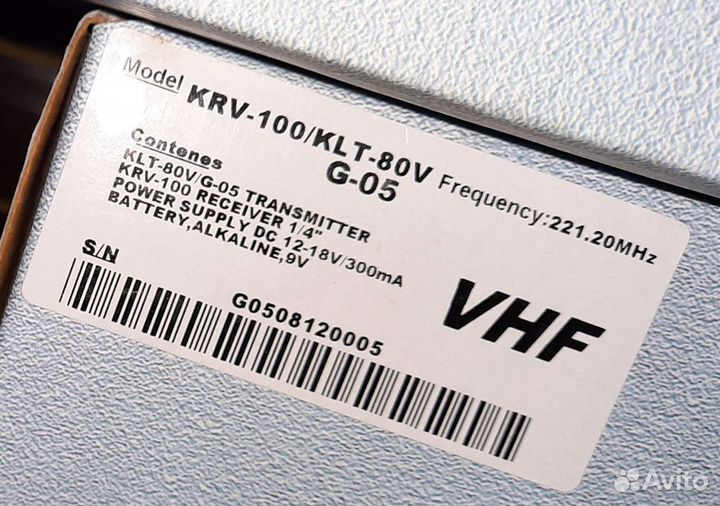 Model KRV-100/KLT-80V
G-05
Frequency:221.20MHz
Contenes
KLT-80V/G-05 TRANSMITTER
KRV-100 RECEIVER 1/4"
POWER SUPPLY DC 12-18V/300mA
BATTERY,ALKALINE,9V
VHF
S/N
G0508120005
Avito